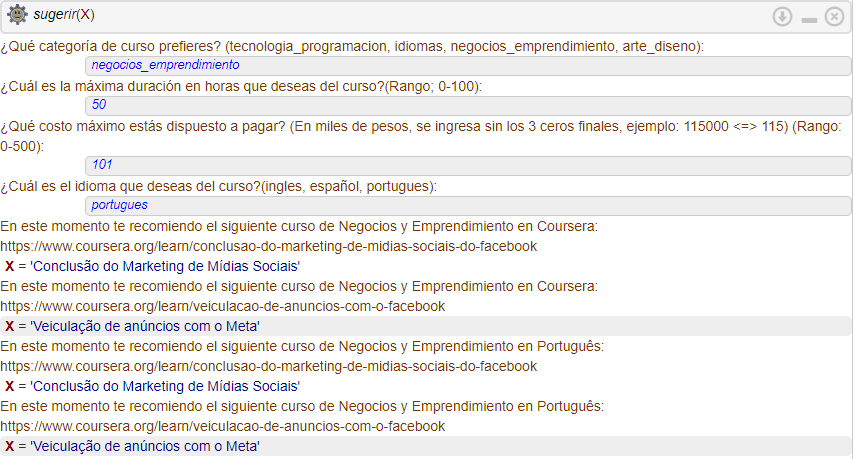 sugerir(X)
¿Qué categoría de curso prefieres? (tecnologia_programacion, idiomas, negocios_emprendimiento, arte_diseno):
negocios_emprendimiento
¿Cuál es la máxima duración en horas que deseas del curso?(Rango; 0-100):
50
¿Qué costo máximo estás dispuesto a pagar? (En miles de pesos, se ingresa sin los 3 ceros finales, ejemplo: 115000 <=> 115) (Rango:
0-500):
101
¿Cuál es el idioma que deseas del curso?(ingles, español, portugues):
portugues
En este momento te recomiendo el siguiente curso de Negocios y Emprendimiento en Coursera:
https://www.coursera.org/learn/conclusao-do-marketing-de-midias-sociais-do-facebook
X = 'Conclusão do Marketing de Mídias Sociais'
En este momento te recomiendo el siguiente curso de Negocios y Emprendimiento en Coursera:
https://www.coursera.org/learn/veiculacao-de-anuncios-com-o-facebook
X = 'Veiculação de anúncios com o Meta'
En este momento te recomiendo el siguiente curso de Negocios y Emprendimiento en Português:
https://www.coursera.org/learn/conclusao-do-marketing-de-midias-sociais-do-facebook
X = 'Conclusão do Marketing de Mídias Sociais'
En este momento te recomiendo el siguiente curso de Negocios y Emprendimiento en Português:
https://www.coursera.org/learn/veiculacao-de-anuncios-com-o-facebook
X = 'Veiculação de anúncios com o Meta'